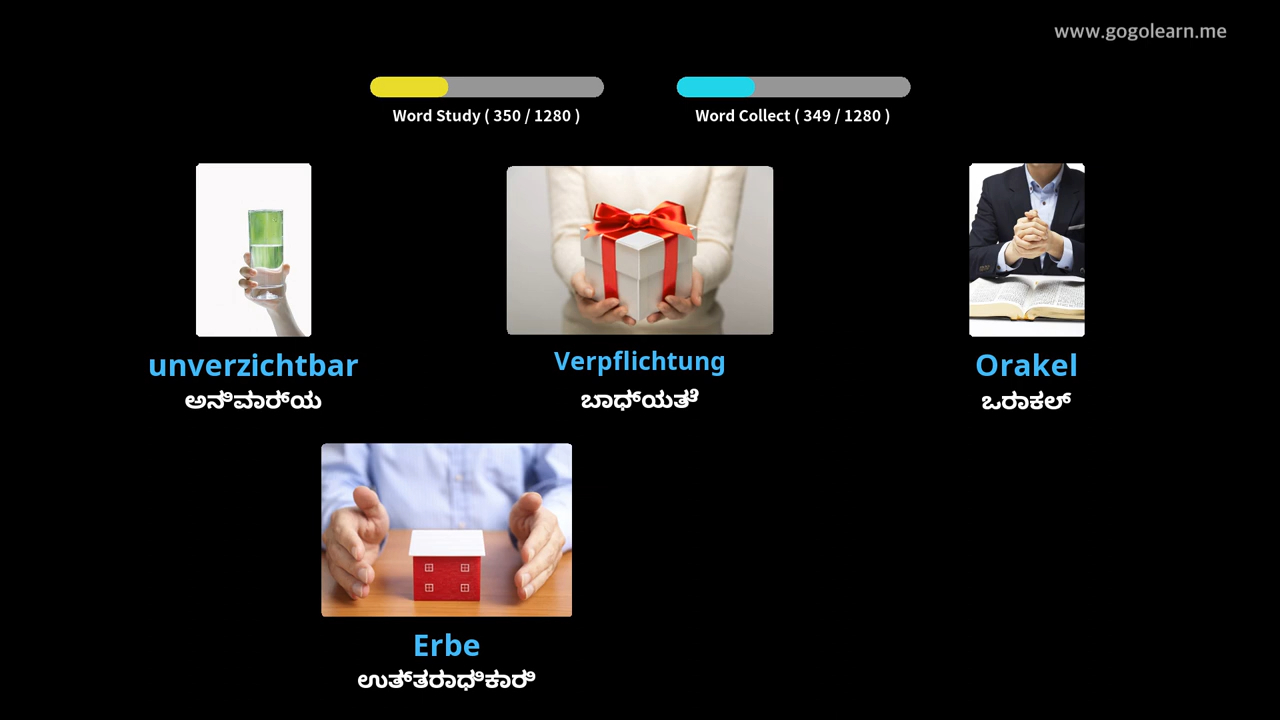 www.gogolearn.me
Word Study ( 350 / 1280 )
Word Collect ( 349 / 1280 )
unverzichtbar
ಅನಿವಾರ್ಯ
Verpflichtung
ಬಾಧ್ಯತೆ
Orakel
ಒರಾಕಲ್
Erbe
ಉತ್ತರಾಧಿಕಾರಿ